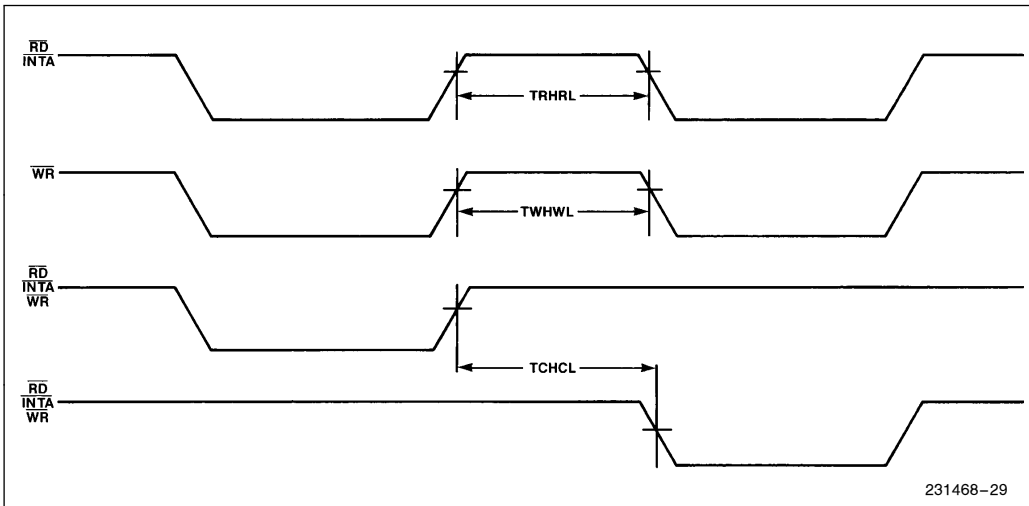 RD
INTA
TRHRL
WR
TWHWL
RD
INTA
WR
TCHCL
RD
INTA
WR
231468–29